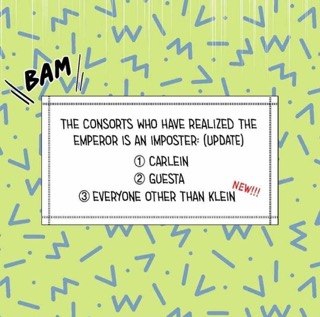 BAM
THE CONSORTS WHO HAVE REALIZED THE
EMPEROR IS AN IMPOSTER: (UPDATE)
① CARLEIN
② GUESTA
③ EVERYONE OTHER THAN KLEIN
NEW!!!